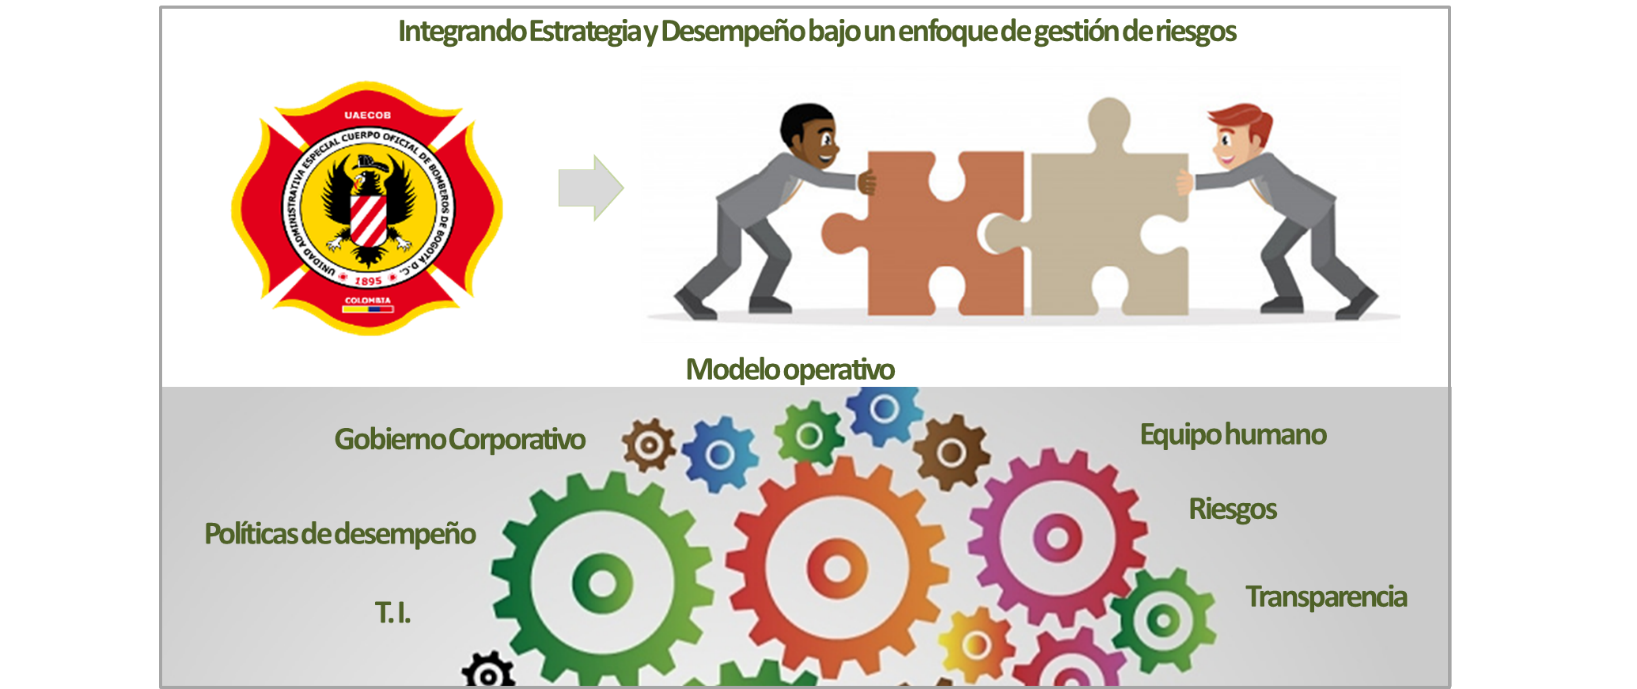 Integrando Estrategia y Desempeño bajo un enfoque de gestión de riesgos
UAECOB
UNIDAD ADMINISTRATIVA ESPECIAL CUERPO OFICIAL DE BOMBEROS DE BOGOTÁ D.C.
1895
COLOMBIA
Modelo operativo
Gobierno Corporativo
Equipo humano
Riesgos
Políticas de desempeño
Transparencia
T. I.